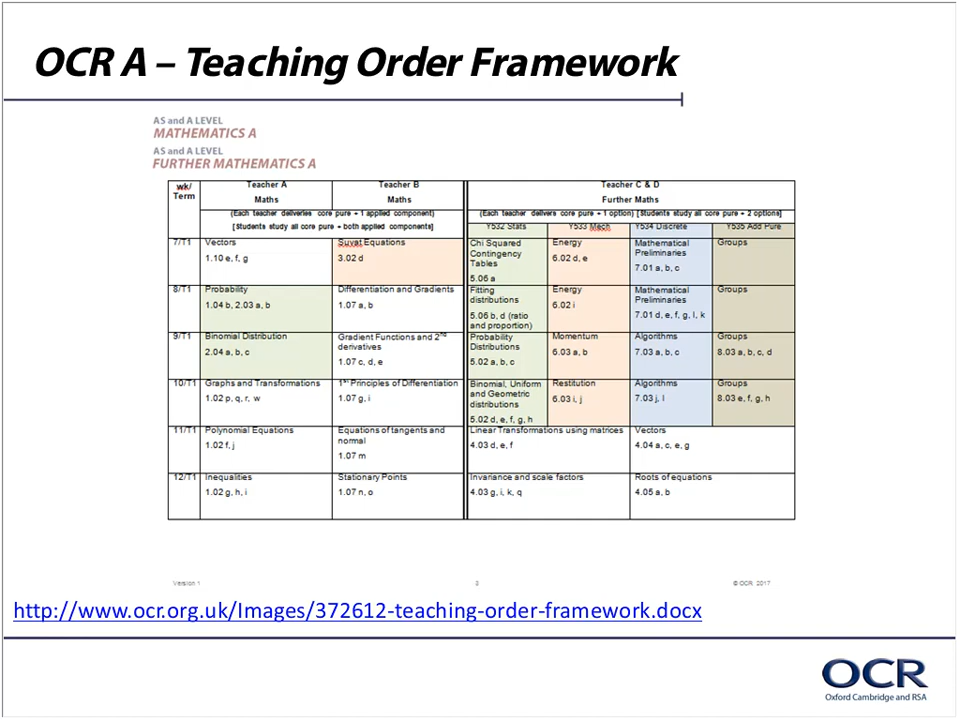 OCR A – Teaching Order Framework
AS and A LEVEL
MATHEMATICS A
AS and A LEVEL
FURTHER MATHEMATICS A
wk/ Term
Teacher A
Maths
Teacher B
Maths
Teacher C & D
Further Maths
(Each teacher deliveries core pure + 1 applied component)
[Students study all core pure + both applied components]
(Each teacher delivers core pure + 1 option) [Students study all core pure + 2 options]
Y532 Stats
Y533 Mech
Y534 Discrete
Y535 Add Pure
7/T1
Vectors
1.10 e, f, g
Suvat Equations
3.02 d
Chi Squared
Contingency
Tables
5.06 a
Energy
6.02 d, e
Mathematical
Preliminaries
7.01 a, b, c
Groups
8/T1
Probability
1.04 b, 2.03 a, b
Differentiation and Gradients
1.07 a, b
Fitting
distributions
5.06 b, d (ratio
and proportion)
Energy
6.02 i
Mathematical
Preliminaries
7.01 d, e, f, g, l, k
Groups
9/T1
Binomial Distribution
2.04 a, b, c
Gradient Functions and 2nd
derivatives
1.07 c, d, e
Probability
Distributions
5.02 a, b, c
Momentum
6.03 a, b
Algorithms
7.03 a, b, c
Groups
8.03 a, b, c, d
10/T1
Graphs and Transformations
1.02 p, q, r, w
1st Principles of Differentiation
1.07 g, i
Binomial, Uniform
and Geometric
distributions
5.02 d, e, f, g, h
Restitution
6.03 i, j
Algorithms
7.03 j, l
Groups
8.03 e, f, g, h
11/T1
Polynomial Equations
1.02 f, j
Equations of tangents and
normal
1.07 m
Linear Transformations using matrices
4.03 d, e, f
Vectors
4.04 a, c, e, g
12/T1
Inequalities
1.02 g, h, i
Stationary Points
1.07 n, o
Invariance and scale factors
4.03 g, i, k, q
Roots of equations
4.05 a, b
Version 1
3
© OCR 2017
http://www.ocr.org.uk/Images/372612-teaching-order-framework.docx
OCR
Oxford Cambridge and RSA